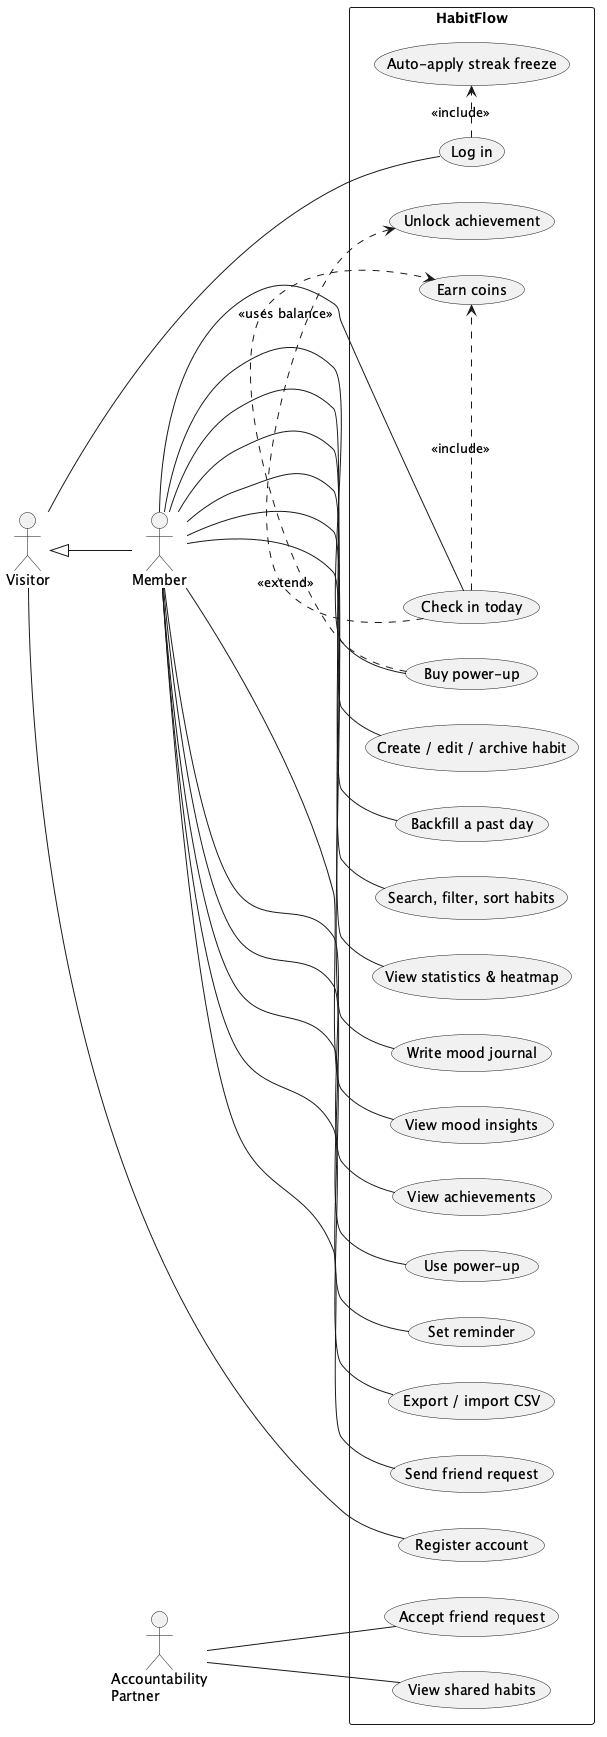 HabitFlow
Auto-apply streak freeze
«include»
Log in
Unlock achievement
Earn coins
«uses balance»
«include»
Visitor
Member
«extend»
Check in today
Buy power-up
Create / edit / archive habit
Backfill a past day
Search, filter, sort habits
View statistics & heatmap
Write mood journal
View mood insights
View achievements
Use power-up
Set reminder
Export / import CSV
Send friend request
Register account
Accept friend request
Accountability
Partner
View shared habits